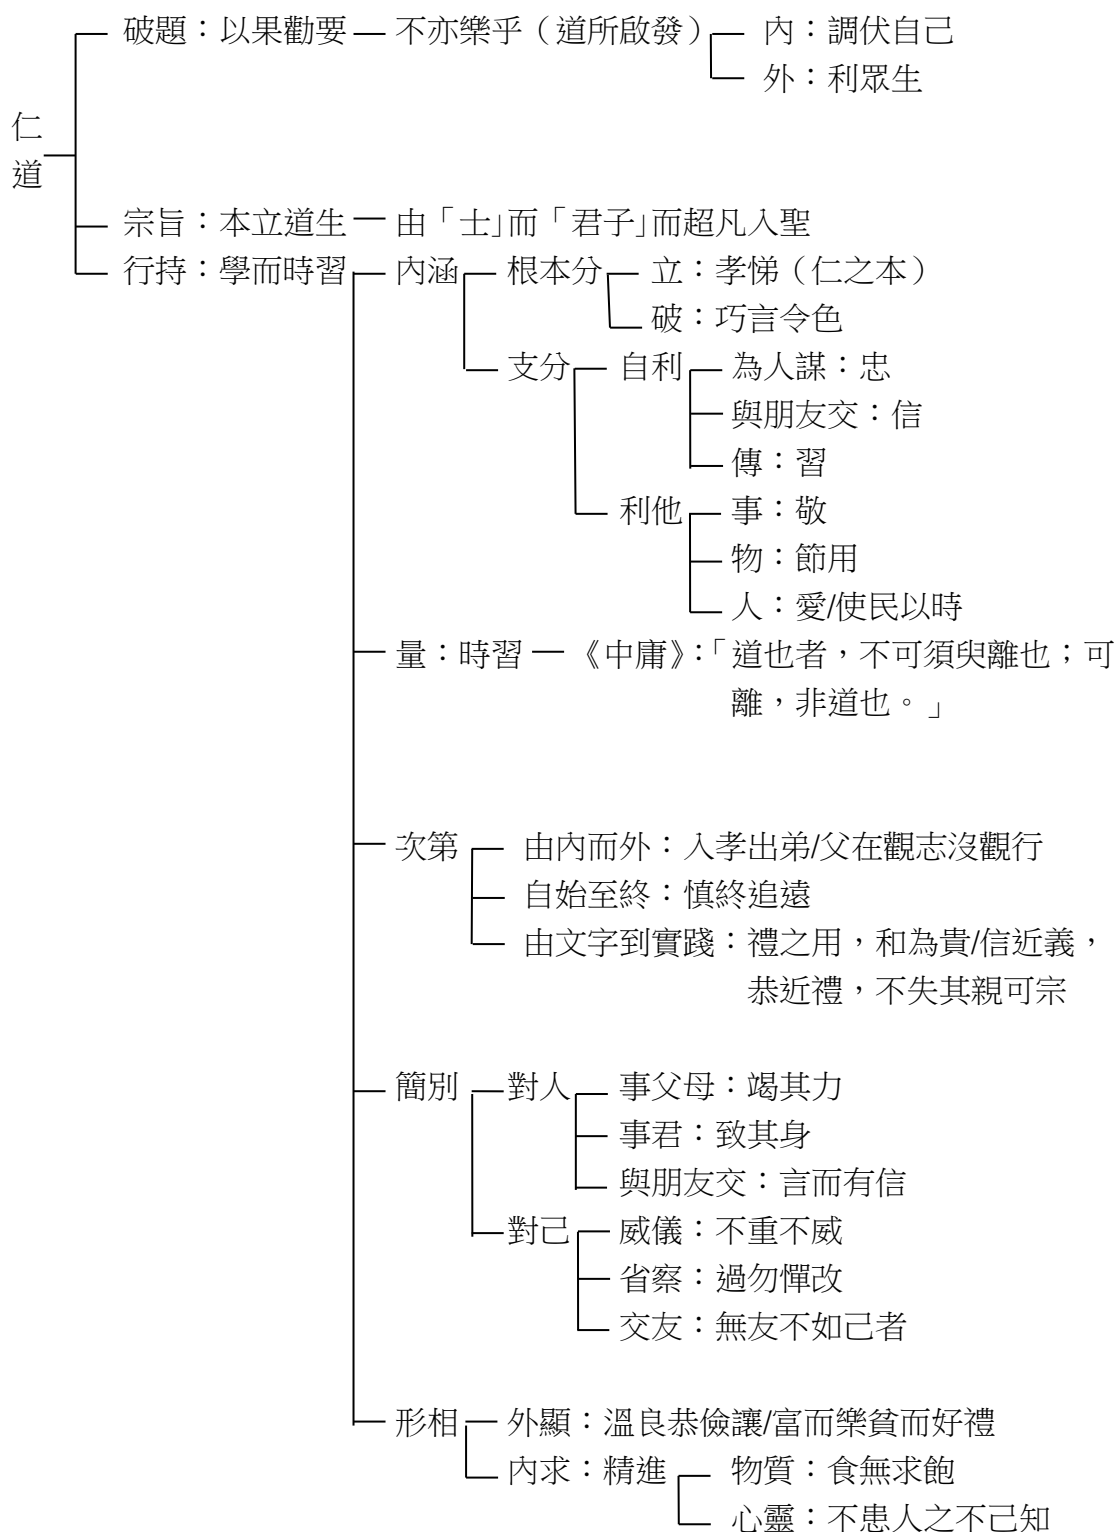 破題：以果勸要 不亦樂乎（道所啟發） 內：調伏自己
外：利眾生
仁
道
宗旨：本立道生 由「士」而「君子」而超凡入聖
行持：學而時習 內涵 根本分 立：孝悌（仁之本）
破：巧言令色
支分 自利 為人謀：忠
與朋友交：信
傳：習
利他 事：敬
物：節用
人：愛/使民以時
量：時習 《中庸》：「道也者，不可須臾離也；可
離，非道也。」
次第 由內而外：入孝出弟/父在觀志沒觀行
自始至終：慎終追遠
由文字到實踐：禮之用，和為貴/信近義，
恭近禮，不失其親可宗
簡別 對人 事父母：竭其力
事君：致其身
與朋友交：言而有信
對己 威儀：不重不威
省察：過勿憚改
交友：無友不如己者
形相 外顯：溫良恭儉讓/富而樂貧而好禮
內求：精進 物質：食無求飽
心靈：不患人之不己知